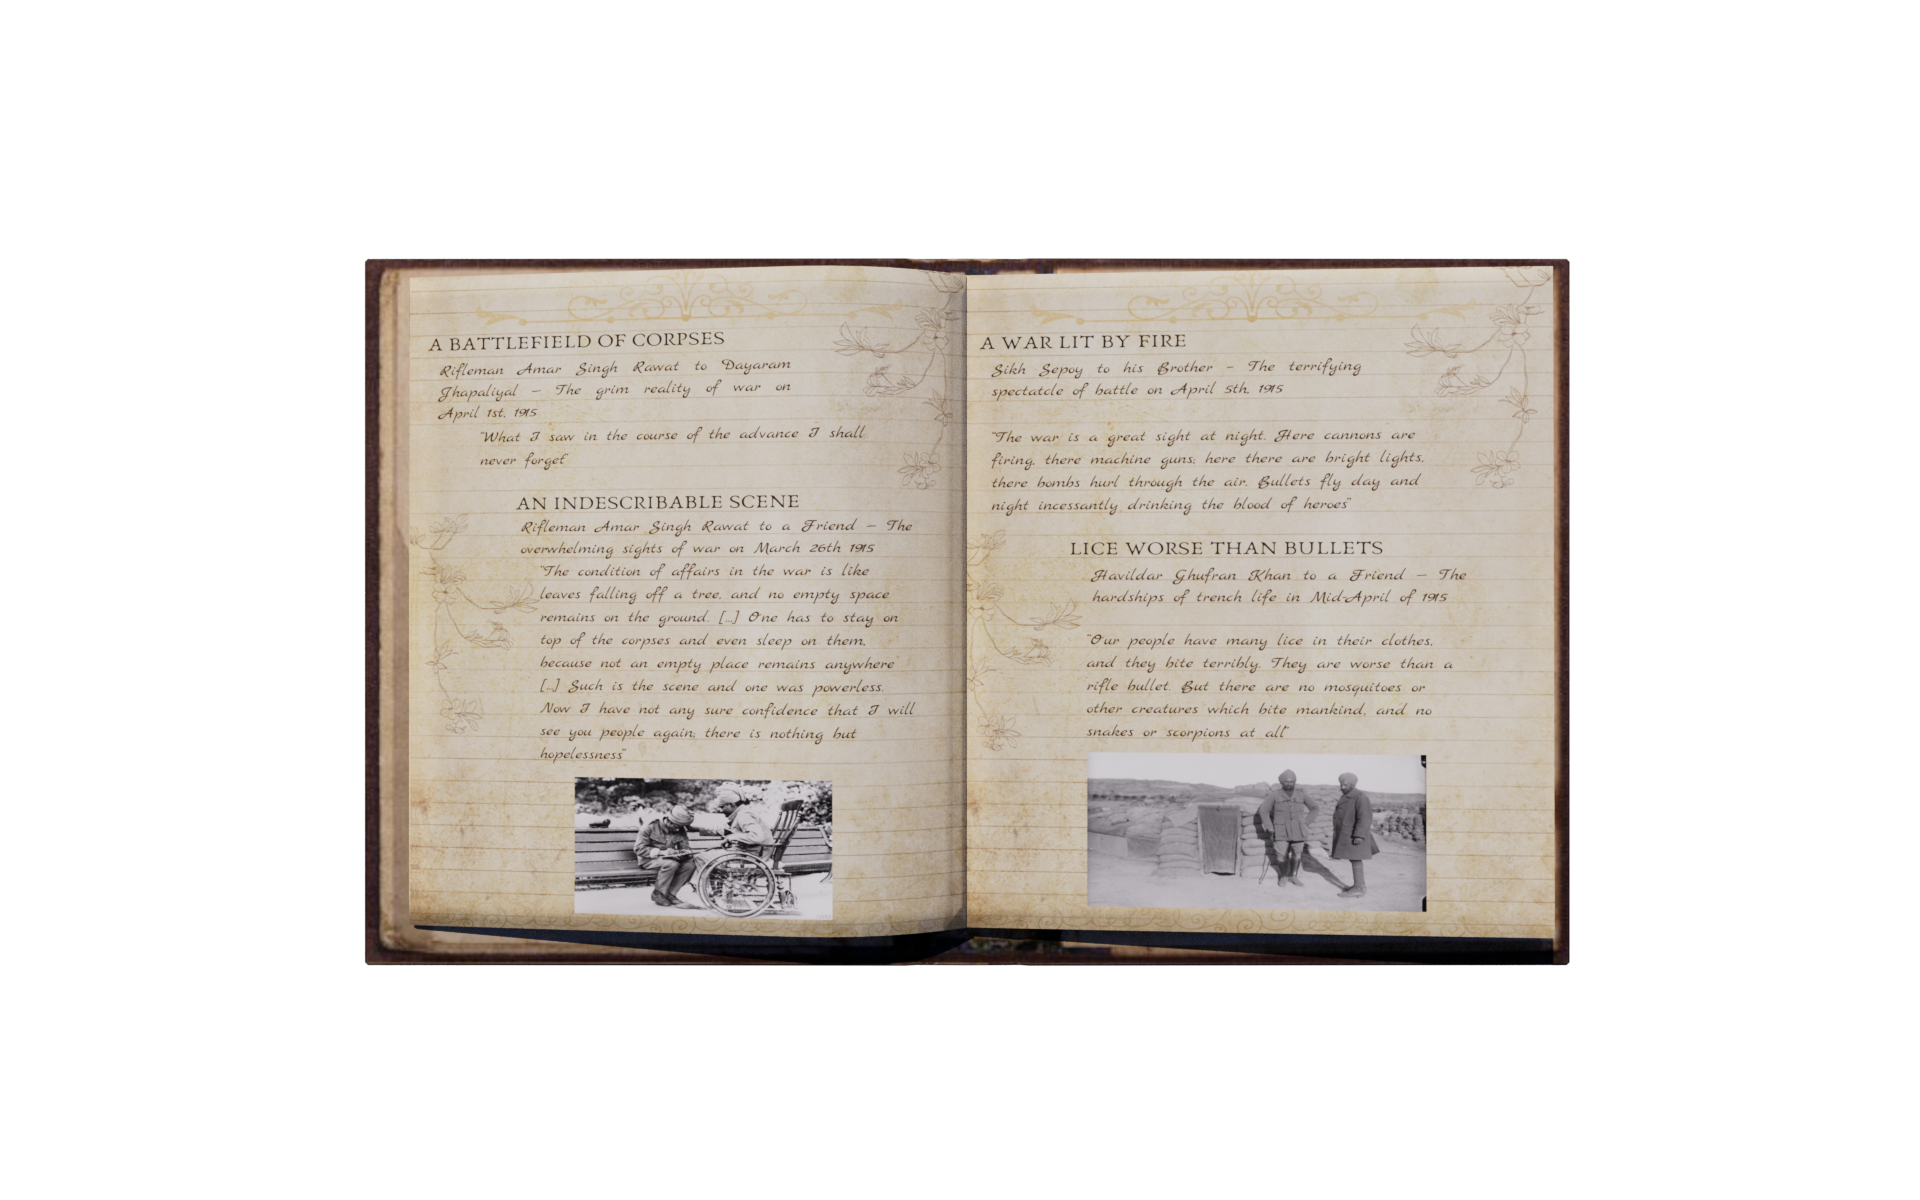 A BATTLEFIELD OF CORPSES
Rifleman Amar Singh Rawat to Dayaram
Jhapaliyal – The grim reality of war on
April 1st, 1915
"What I saw in the course of the advance I shall
never forget"
AN INDESCRIBABLE SCENE
Rifleman Amar Singh Rawat to a Friend – The
overwhelming sights of war on March 26th 1915
"The condition of affairs in the war is like
leaves falling off a tree, and no empty space
remains on the ground. [...] One has to stay on
top of the corpses and even sleep on them,
because not an empty place remains anywhere
[...] Such is the scene and one was powerless.
Now I have not any sure confidence that I will
see you people again; there is nothing but
hopelessness"
A WAR LIT BY FIRE
Sikh Sepoy to his Brother – The terrifying
spectatcle of battle on April 5th, 1915
"The war is a great sight at night. Here cannons are
firing, there machine guns; here there are bright lights,
there bombs hurl through the air. Bullets fly day and
night incessantly drinking the blood of heroes"
LICE WORSE THAN BULLETS
Havildar Ghufran Khan to a Friend – The
hardships of trench life in Mid-April of 1915
"Our people have many lice in their clothes,
and they bite terribly. They are worse than a
rifle bullet. But there are no mosquitoes or
other creatures which bite mankind, and no
snakes or scorpions at all"